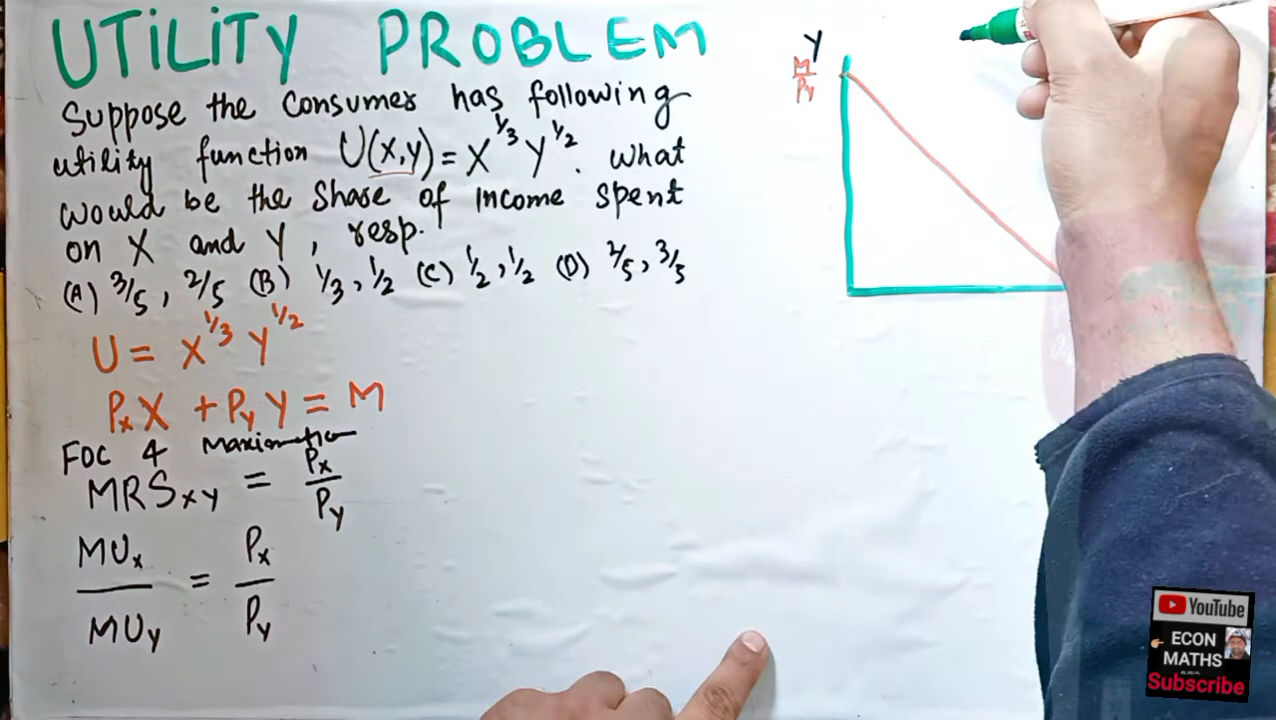 UTILITY PROBLEM
Suppose the Consumer has following
utility function U(X,Y) = X^1/3 Y^1/2. What
would be the Share of Income spent
on X and Y, resp.
(A) 3/5, 2/5 (B) 1/3, 1/2 (C) 1/2, 1/2 (D) 2/5, 3/5
U = X^1/3 Y^1/2
PxX + PyY = M
FOC 4 Maximation
MRSxy = Px/Py
MUx/MUy = Px/Py
Y
M/Py
YouTube
ECON
MATHS
Subscribe